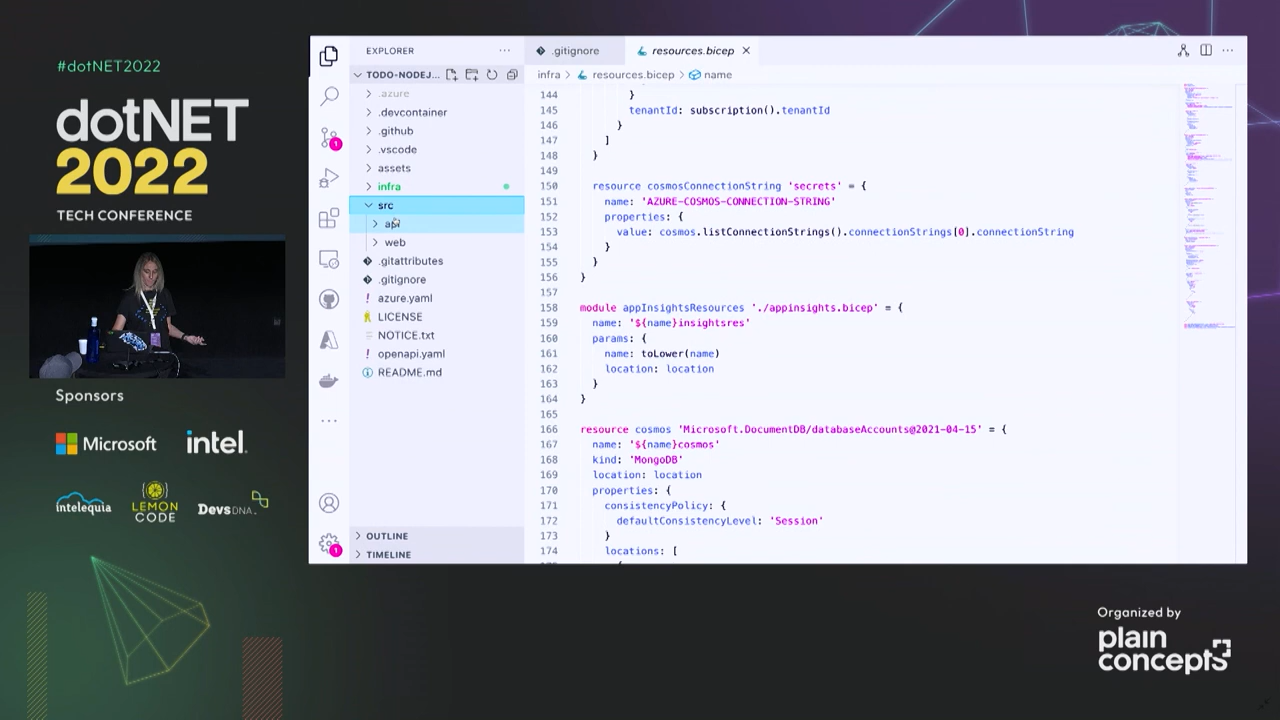 #dotNET2022
dotNET
2022
TECH CONFERENCE
Sponsors
Microsoft
intel.
intelequia
LEMON
CODE
DevsDNA
EXPLORER
TODO-NODEJ...
.azure
.devcontainer
.github
.vscode
assets
infra
src
api
web
.gitattributes
.gitignore
azure.yaml
LICENSE
NOTICE.txt
openapi.yaml
README.md
OUTLINE
TIMELINE
1
1
.gitignore
resources.bicep
infra > resources.bicep > name
144 }
145 tenantId: subscription().tenantId
146 }
147 ]
148 }
149
150 resource cosmosConnectionString 'secrets' = {
151 name: 'AZURE-COSMOS-CONNECTION-STRING'
152 properties: {
153 value: cosmos.listConnectionStrings().connectionStrings[0].connectionString
154 }
155 }
156 }
157
158 module appInsightsResources './appinsights.bicep' = {
159 name: '${name}insightsres'
160 params: {
161 name: toLower(name)
162 location: location
163 }
164 }
165
166 resource cosmos 'Microsoft.DocumentDB/databaseAccounts@2021-04-15' = {
167 name: '${name}cosmos'
168 kind: 'MongoDB'
169 location: location
170 properties: {
171 consistencyPolicy: {
172 defaultConsistencyLevel: 'Session'
173 }
174 locations: [
Organized by
plain
concepts